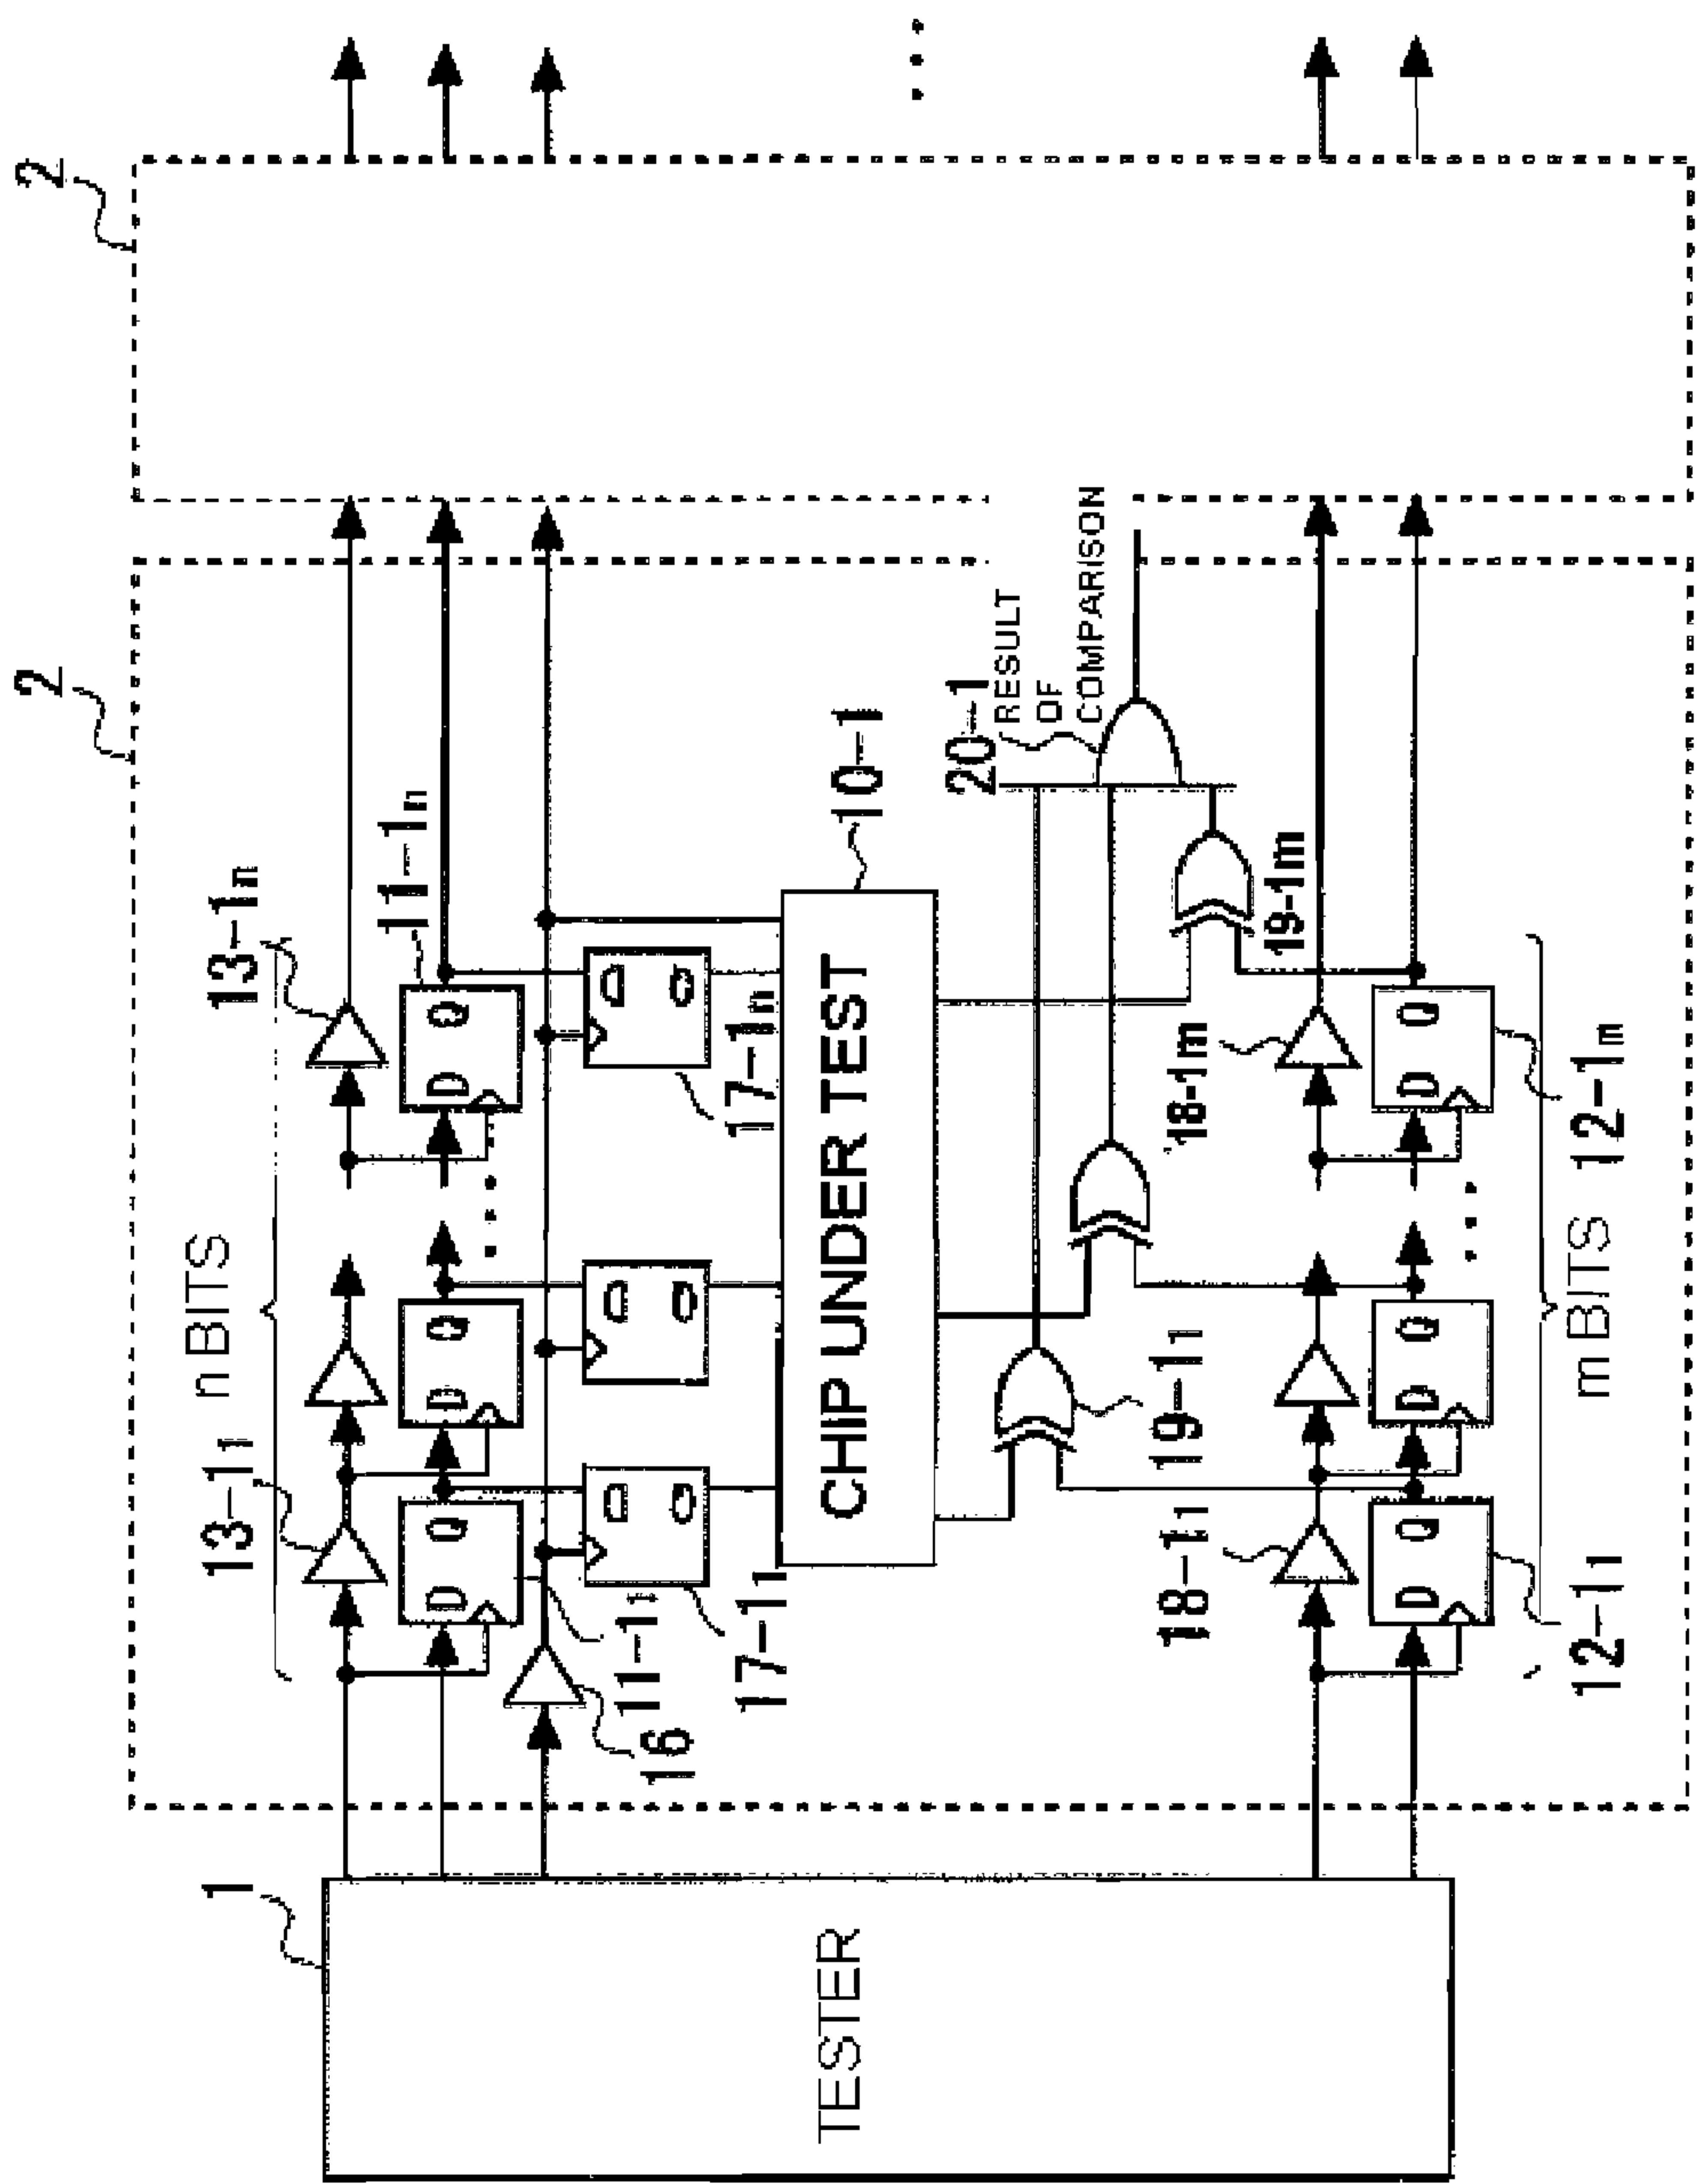 2
2
n BITS
13-1n
13-11
11-1n
D Q
D Q
D Q
11-11
16
D
Q
D
Q
D
Q
17-11
17-1n
1
TESTER
CHIP UNDER TEST
10-1
20-1
RESULT
OF
COMPARISON
19-11
19-1m
18-11
18-1m
D Q
D Q
D Q
12-11
m BITS
12-1m